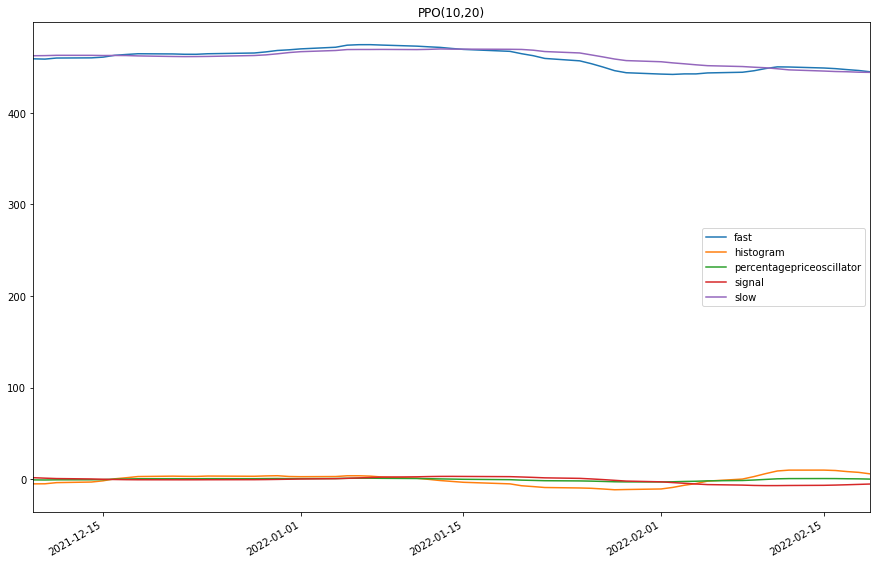 PPO(10,20)
400
300
200
100
0
fast
histogram
percentagepriceoscillator
signal
slow
2021-12-15
2022-01-01
2022-01-15
2022-02-01
2022-02-15